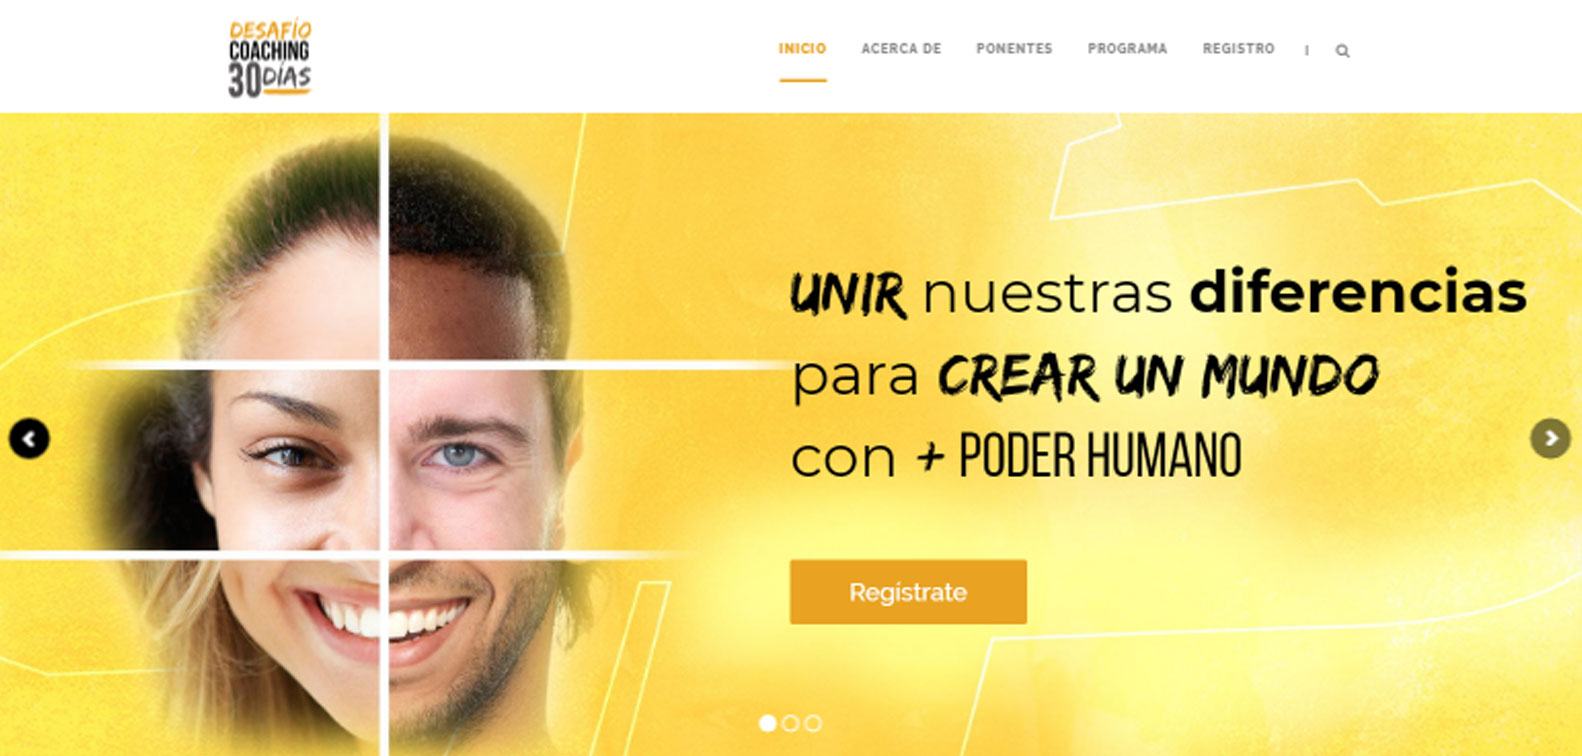 DESAFÍO
COACHING
30 DÍAS
INICIO ACERCA DE PONENTES PROGRAMA REGISTRO
UNIR nuestras diferencias
para CREAR UN MUNDO
con + PODER HUMANO
Regístrate